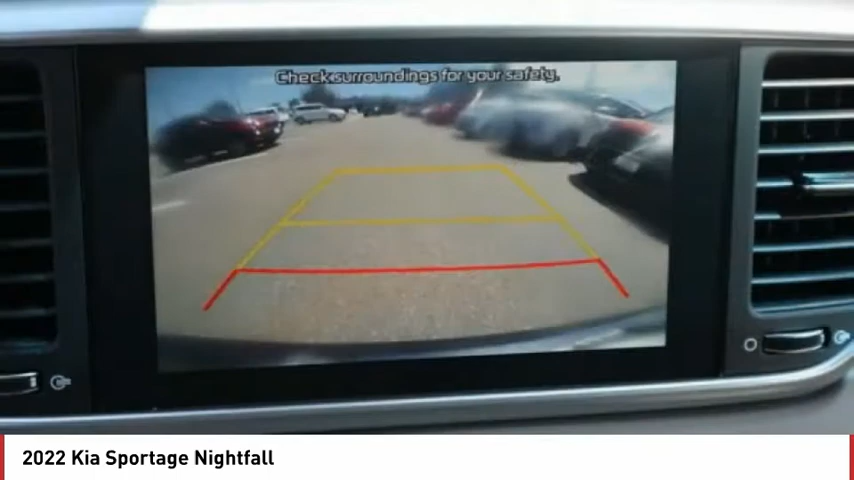 Check surroundings for your safety.
2022 Kia Sportage Nightfall